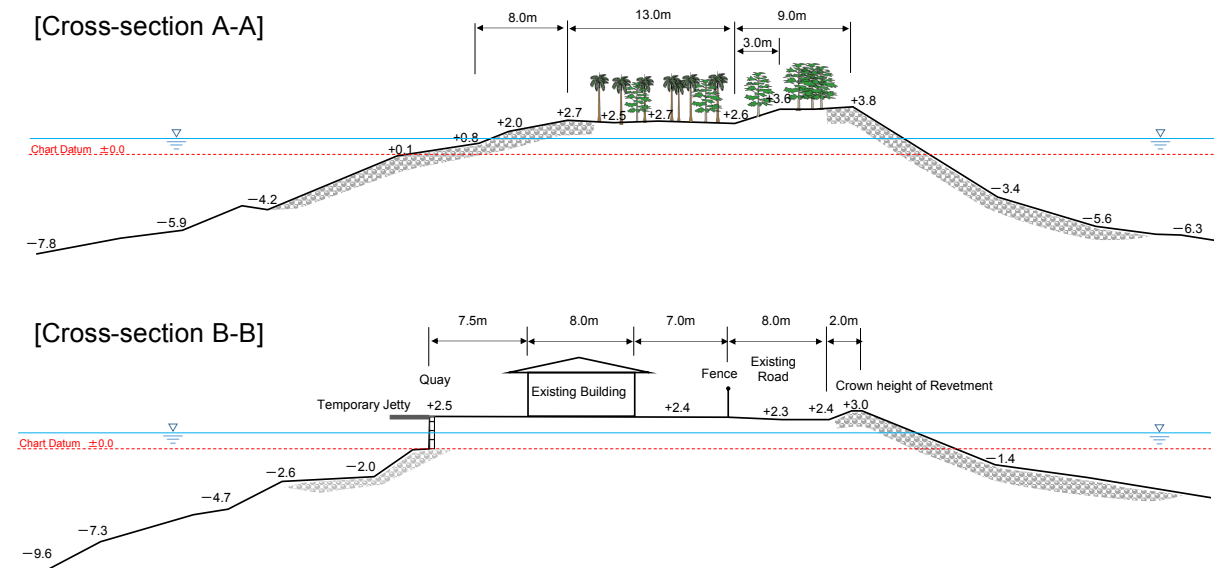 [Cross-section A-A]
8.0m
13.0m
9.0m
3.0m
+0.1
+0.8
+2.0
+2.7
+2.5
+2.7
+2.6
+3.6
+3.8
Chart Datum ±0.0
−7.8
−5.9
−4.2
−3.4
−5.6
−6.3
[Cross-section B-B]
7.5m
8.0m
7.0m
8.0m
2.0m
Quay
Fence
Existing
Road
Existing Building
Crown height of Revetment
Temporary Jetty
+2.5
+2.4
+2.3
+2.4
+3.0
Chart Datum ±0.0
−9.6
−7.3
−4.7
−2.6
−2.0
−1.4